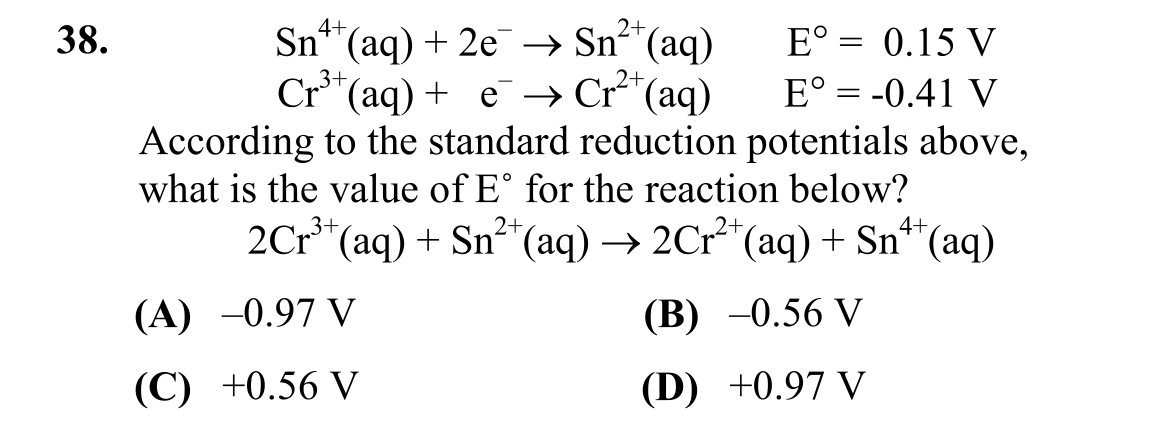 38. Sn⁴⁺(aq) + 2e⁻ → Sn²⁺(aq) E° = 0.15 V
Cr³⁺(aq) + e⁻ → Cr²⁺(aq) E° = -0.41 V
According to the standard reduction potentials above,
what is the value of E° for the reaction below?
2Cr³⁺(aq) + Sn²⁺(aq) → 2Cr²⁺(aq) + Sn⁴⁺(aq)
(A) –0.97 V (B) –0.56 V
(C) +0.56 V (D) +0.97 V